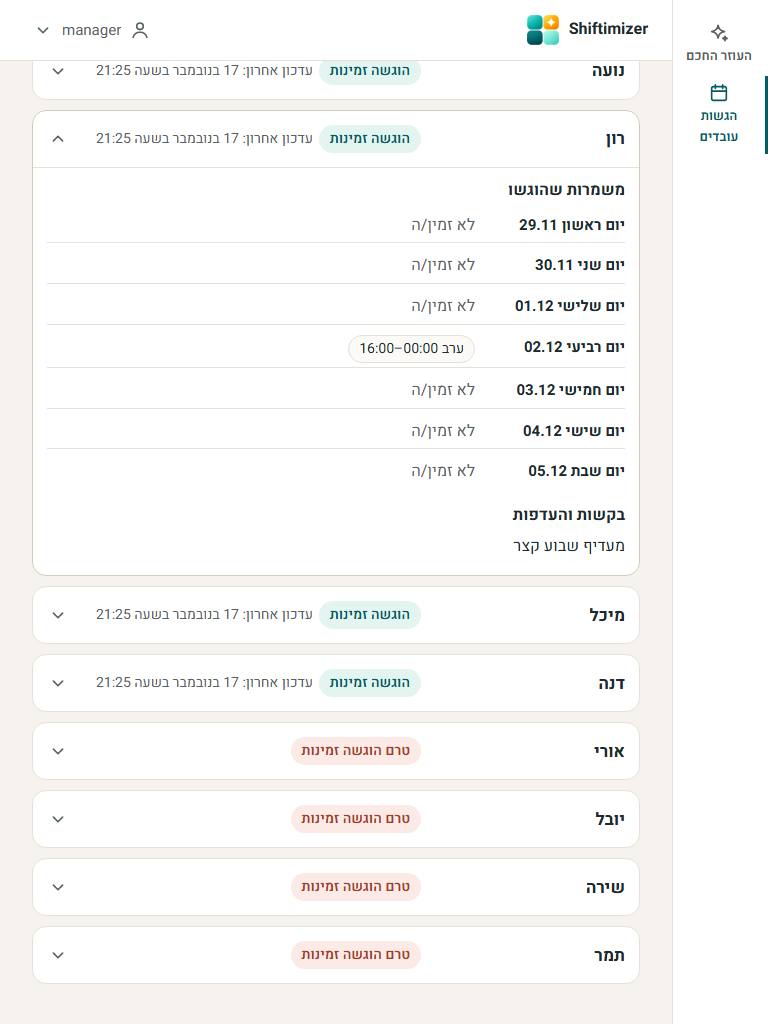 Shiftimizer
manager
העוזר החכם
הגשות
עובדים
נועה הוגשה זמינות עדכון אחרון: 17 בנובמבר בשעה 21:25
רון הוגשה זמינות עדכון אחרון: 17 בנובמבר בשעה 21:25
משמרות שהוגשו
יום ראשון 29.11 לא זמין/ה
יום שני 30.11 לא זמין/ה
יום שלישי 01.12 לא זמין/ה
יום רביעי 02.12 ערב 16:00–00:00
יום חמישי 03.12 לא זמין/ה
יום שישי 04.12 לא זמין/ה
יום שבת 05.12 לא זמין/ה
בקשות והעדפות
מעדיף שבוע קצר
מיכל הוגשה זמינות עדכון אחרון: 17 בנובמבר בשעה 21:25
דנה הוגשה זמינות עדכון אחרון: 17 בנובמבר בשעה 21:25
אורי טרם הוגשה זמינות
יובל טרם הוגשה זמינות
שירה טרם הוגשה זמינות
תמר טרם הוגשה זמינות